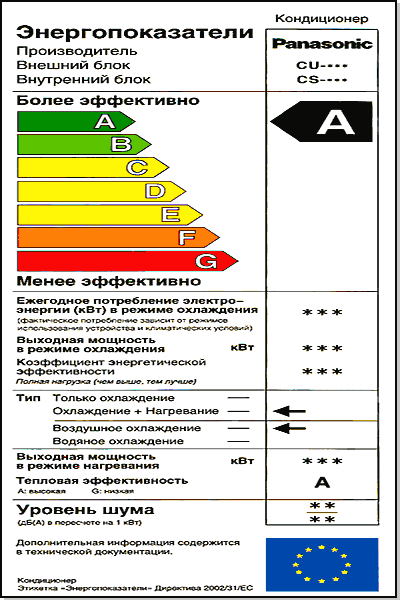 Кондиционер
Энергопоказатели
Производитель Panasonic
Внешний блок CU----
Внутренний блок CS----
Более эффективно
A
A
B
C
D
E
F
G
Менее эффективно
Ежегодное потребление электро-
энергии (кВт) в режиме охлаждения ***
(фактическое потребление зависит от режимов
использования устройства и климатических условий)
Выходная мощность
в режиме охлаждения кВт ***
Коэффициент энергетической
эффективности ***
Полная нагрузка (чем выше, тем лучше)
Тип Только охлаждение —
Охлаждение + Нагревание —
Воздушное охлаждение —
Водяное охлаждение —
Выходная мощность
в режиме нагревания кВт ***
Тепловая эффективность A
A: высокая G: низкая
Уровень шума **
(дБ(А) в пересчете на 1 кВт) **
Дополнительная информация содержится
в технической документации.
Кондиционер
Этикетка «Энергопоказатели» Директива 2002/31/ЕС